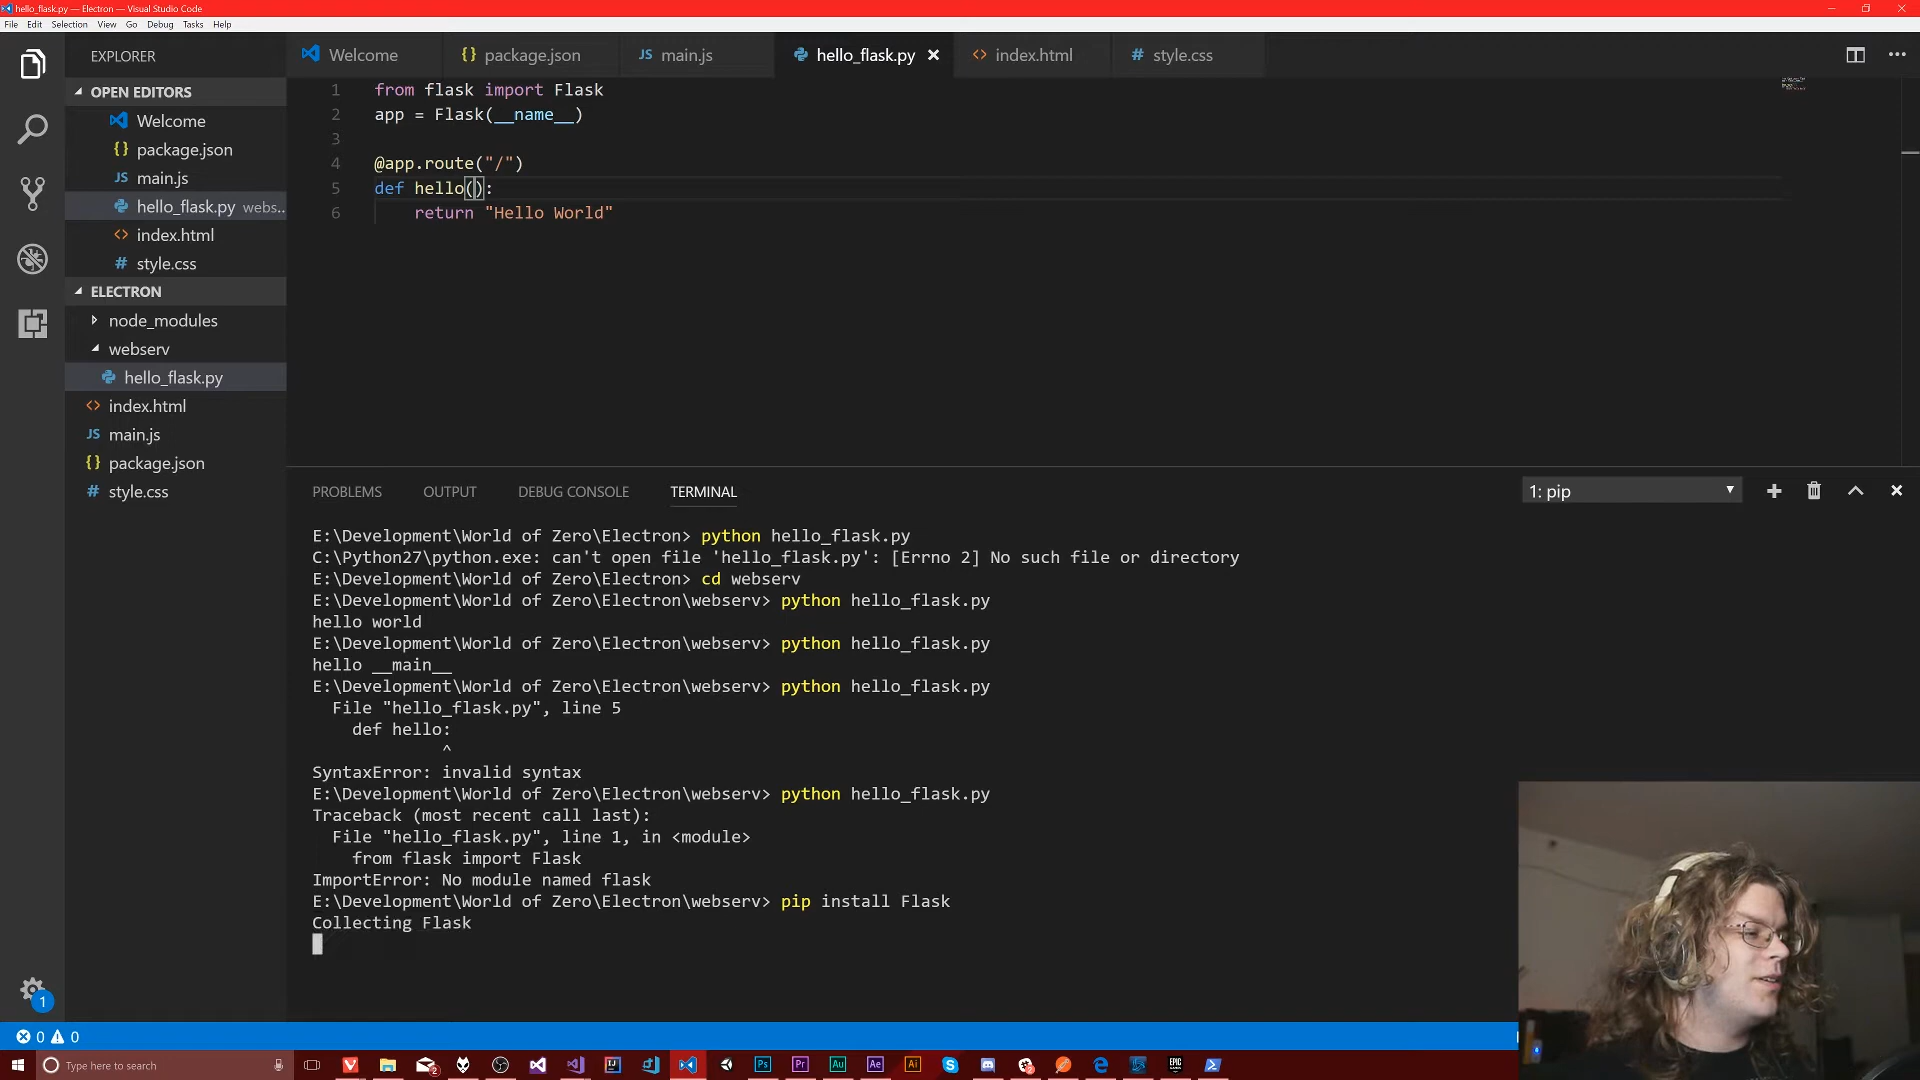 hello_flask.py — Electron — Visual Studio Code
File Edit Selection View Go Debug Tasks Help
EXPLORER
OPEN EDITORS
Welcome
package.json
main.js
hello_flask.py webs...
index.html
style.css
ELECTRON
node_modules
webserv
hello_flask.py
index.html
main.js
package.json
style.css
Welcome package.json main.js hello_flask.py index.html style.css
1 from flask import Flask
2 app = Flask(__name__)
3
4 @app.route("/")
5 def hello():
6 return "Hello World"
PROBLEMS OUTPUT DEBUG CONSOLE TERMINAL
1: pip
E:\Development\World of Zero\Electron> python hello_flask.py
C:\Python27\python.exe: can't open file 'hello_flask.py': [Errno 2] No such file or directory
E:\Development\World of Zero\Electron> cd webserv
E:\Development\World of Zero\Electron\webserv> python hello_flask.py
hello world
E:\Development\World of Zero\Electron\webserv> python hello_flask.py
hello __main__
E:\Development\World of Zero\Electron\webserv> python hello_flask.py
File "hello_flask.py", line 5
def hello:
^
SyntaxError: invalid syntax
E:\Development\World of Zero\Electron\webserv> python hello_flask.py
Traceback (most recent call last):
File "hello_flask.py", line 1, in <module>
from flask import Flask
ImportError: No module named flask
E:\Development\World of Zero\Electron\webserv> pip install Flask
Collecting Flask
1
0 0
Type here to search
2
Ps Pr Au Ae Ai
EPIC GAMES